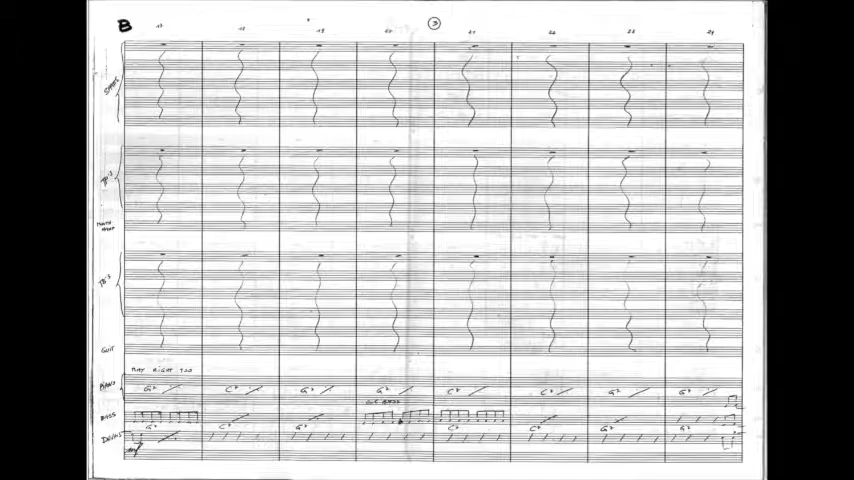 B 17 18 19 20 ③ 21 22 23 24
SAXES
TP'S
TB'S
GUIT
PLAY RIGHT TOO
PIANO G⁷ C⁷ G⁷ G⁷ C⁷ C⁷ G⁷ G⁷
BASS
G⁷ C⁷ G⁷ C⁷ C⁷ G⁷ G⁷
DRUMS